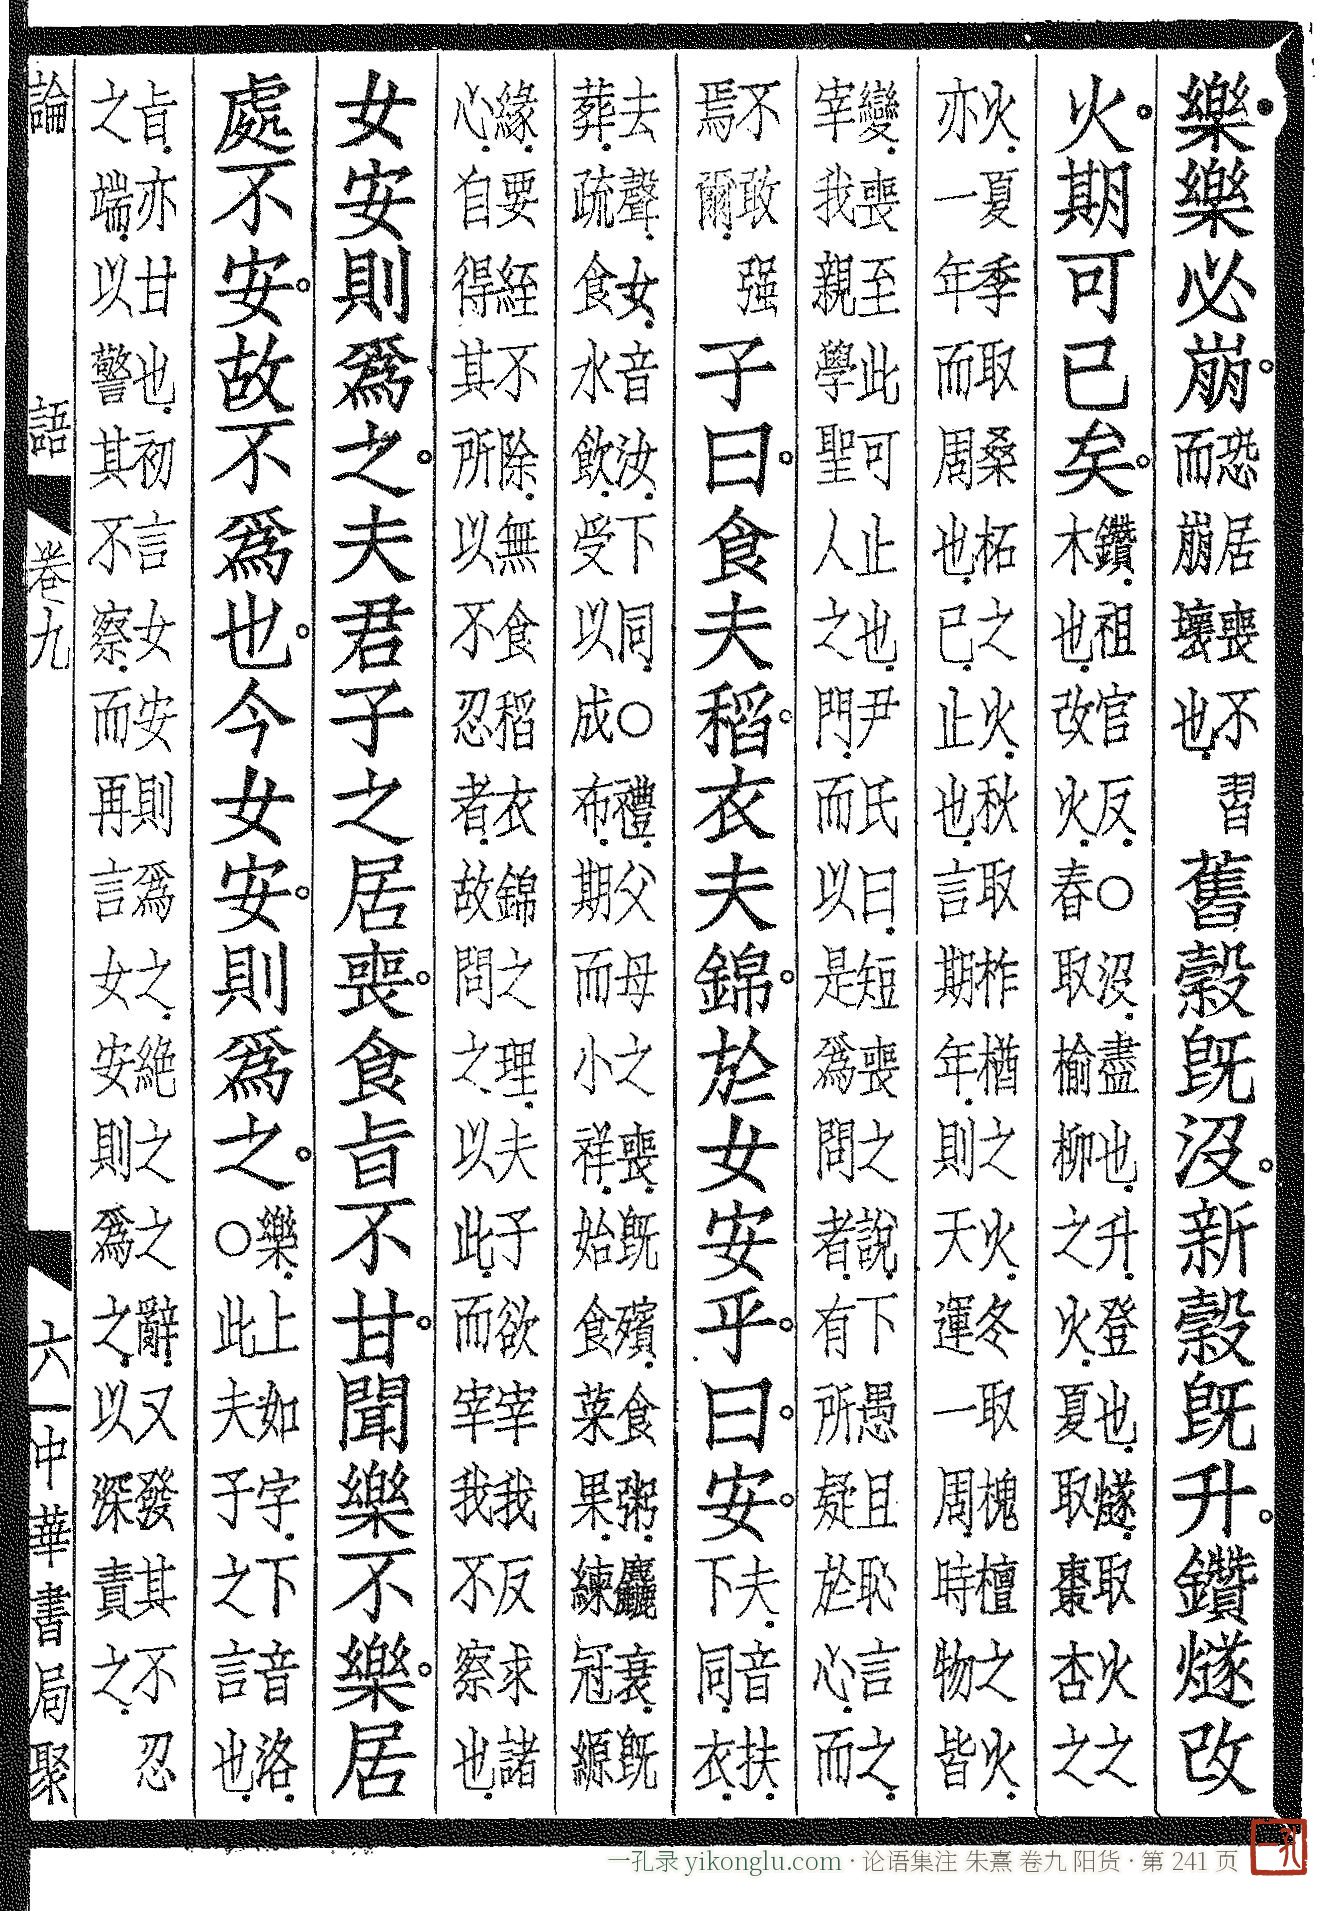 樂樂必崩。
恐居喪不習
而崩壞也。
舊穀旣沒。新穀旣升。鑽燧改
火。期可已矣。
鑽。祖官反。○沒。盡也。升。登也。燧。取火之
木也。改火。春取榆柳之火。夏取棗杏之
火。夏季取桑柘之火。秋取柞楢之火。冬取槐檀之火。
亦一年而周也。已。止也。言期年。則天運一周。時物皆
變。喪至此可止也。尹氏曰。短喪之說。下愚且恥言之。
宰我親學聖人之門。而以是爲問者。有所疑於心。而
不敢强
焉爾。
子曰。食夫稻。衣夫錦。於女安乎。曰。安。
夫。音扶。
下同。衣。
去聲。女。音汝。下同。○禮。父母之喪。旣殯。食粥。麤衰。旣
葬。疏食水飲。受以成布。期而小祥。始食菜果。練冠縓
緣。要絰不除。無食稻衣錦之理。夫子欲宰我反求諸
心。自得其所以不忍者。故問之以此。而宰我不察也。
女安則爲之。夫君子之居喪。食旨不甘。聞樂不樂。居
處不安。故不爲也。今女安。則爲之。
樂。上如字。下音洛。
○此夫子之言也。
旨。亦甘也。初言女安則爲之。絕之之辭。又發其不忍
之端。以警其不察。而再言女安則爲之。以深責之。
論語 卷九 六 中華書局聚
一孔录 yikonglu.com · 论语集注 朱熹 卷九 阳货 · 第 241 页
一孔